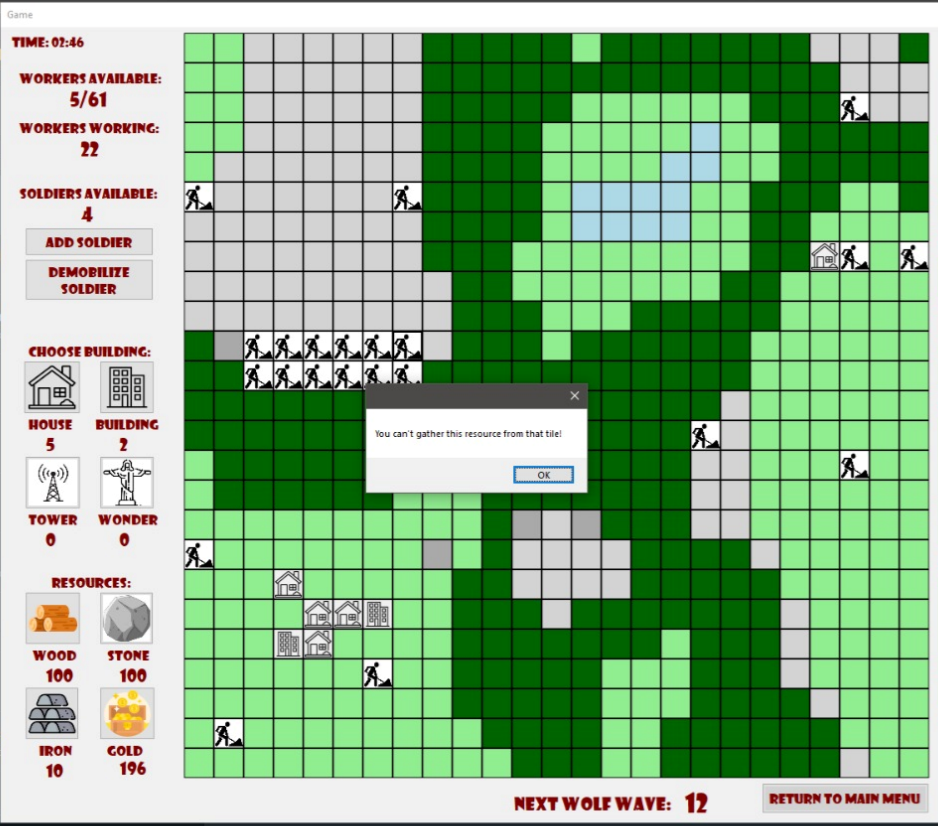 Game
TIME: 02:46
WORKERS AVAILABLE:
5/61
WORKERS WORKING:
22
SOLDIERS AVAILABLE:
4
ADD SOLDIER
DEMOBILIZE
SOLDIER
CHOOSE BUILDING:
HOUSE BUILDING
5 2
TOWER WONDER
0 0
RESOURCES:
WOOD STONE
100 100
IRON GOLD
10 196
You can't gather this resource from that tile!
OK
NEXT WOLF WAVE: 12
RETURN TO MAIN MENU